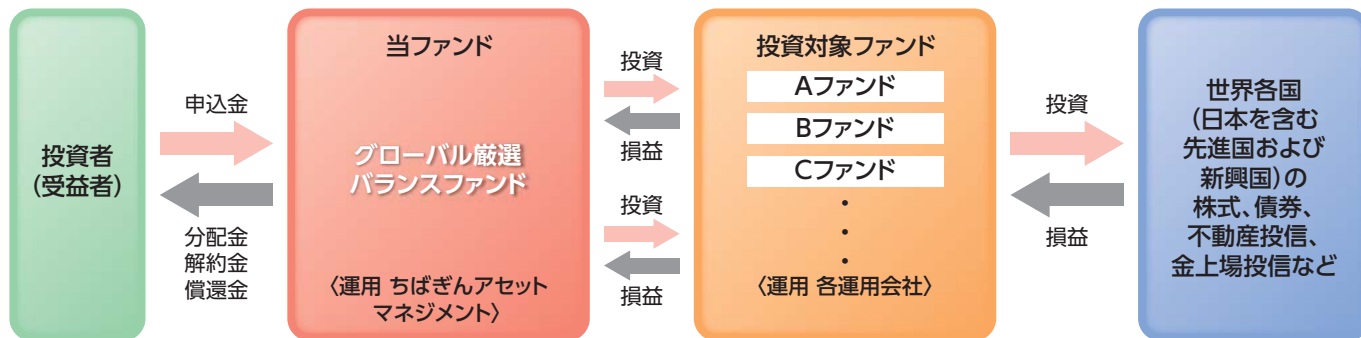 投資者
(受益者)
申込金
分配金
解約金
償還金
当ファンド
グローバル厳選
バランスファンド
〈運用 ちばぎんアセット
マネジメント〉
投資
損益
投資
損益
投資対象ファンド
Aファンド
Bファンド
Cファンド
・
・
・
〈運用 各運用会社〉
投資
損益
世界各国
(日本を含む
先進国および
新興国)の
株式、債券、
不動産投信、
金上場投信など